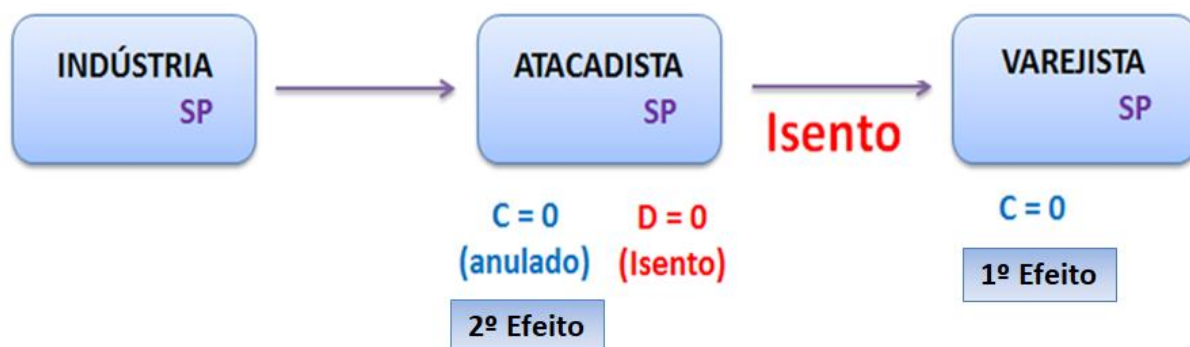 INDÚSTRIA
SP
ATACADISTA
SP
Isento
VAREJISTA
SP
C = 0
(anulado)
D = 0
(Isento)
2º Efeito
C = 0
1º Efeito